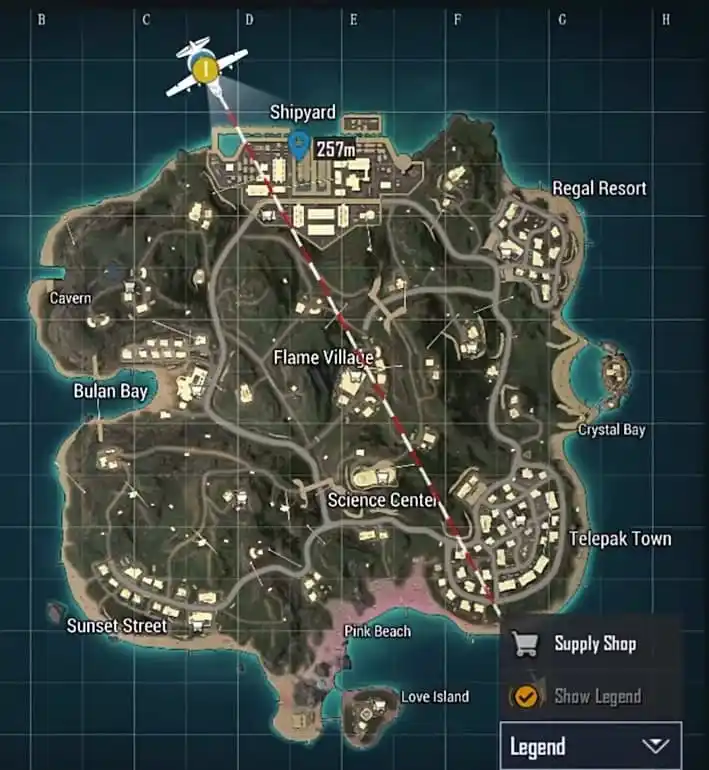 B C D E F G H
Shipyard
257m
Regal Resort
Cavern
Flame Village
Bulan Bay
Crystal Bay
Science Center
Telepak Town
Sunset Street
Pink Beach
Supply Shop
Love Island
Show Legend
Legend